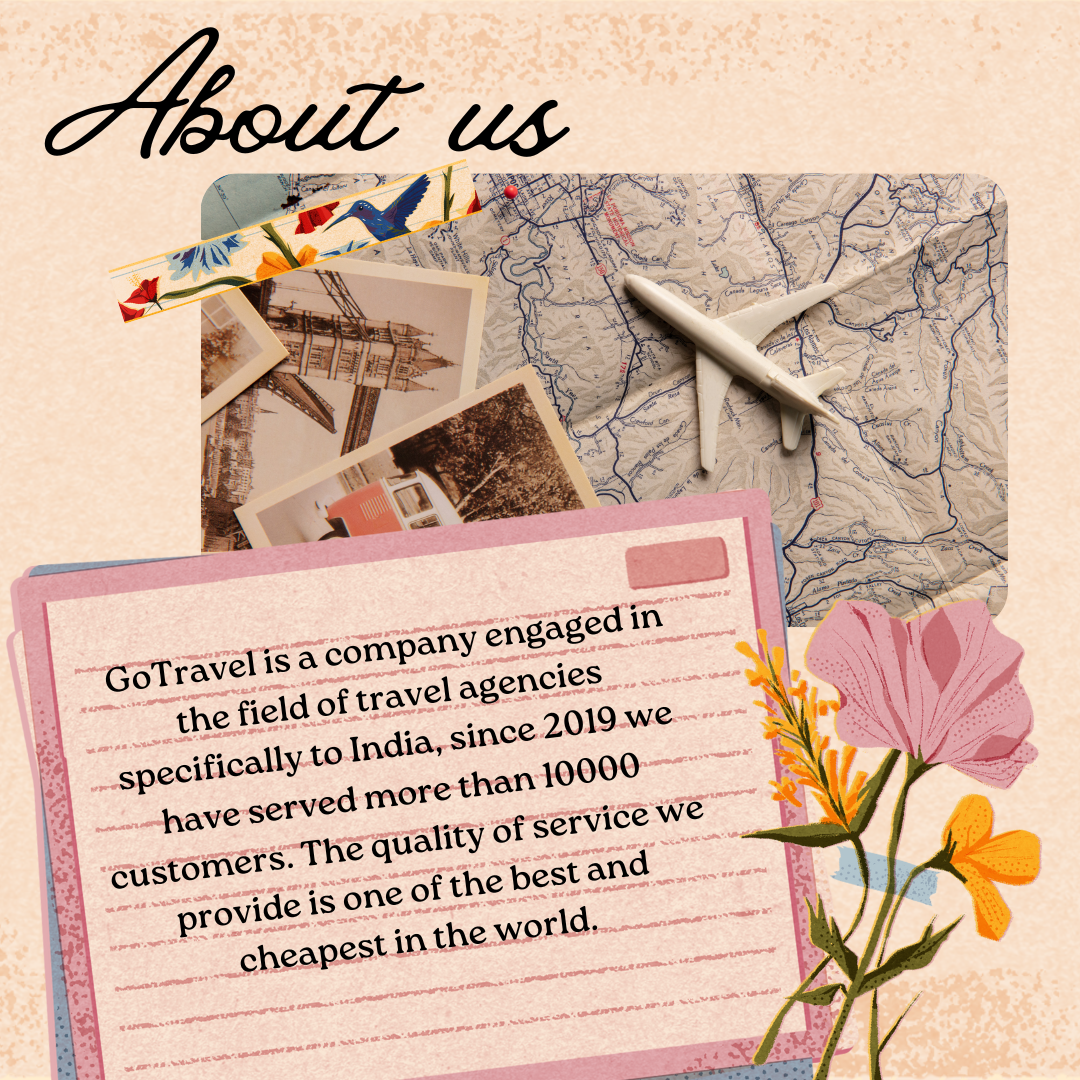 About us
GoTravel is a company engaged in
the field of travel agencies
specifically to India, since 2019 we
have served more than 10000
customers. The quality of service we
provide is one of the best and
cheapest in the world.